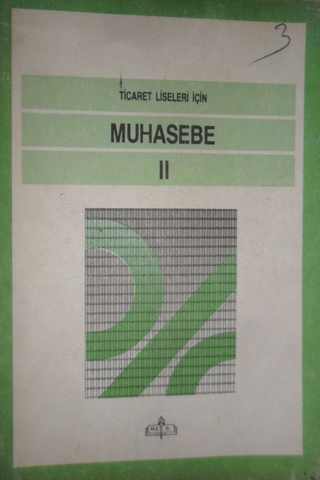 3
TİCARET LİSELERİ İÇİN
MUHASEBE
II